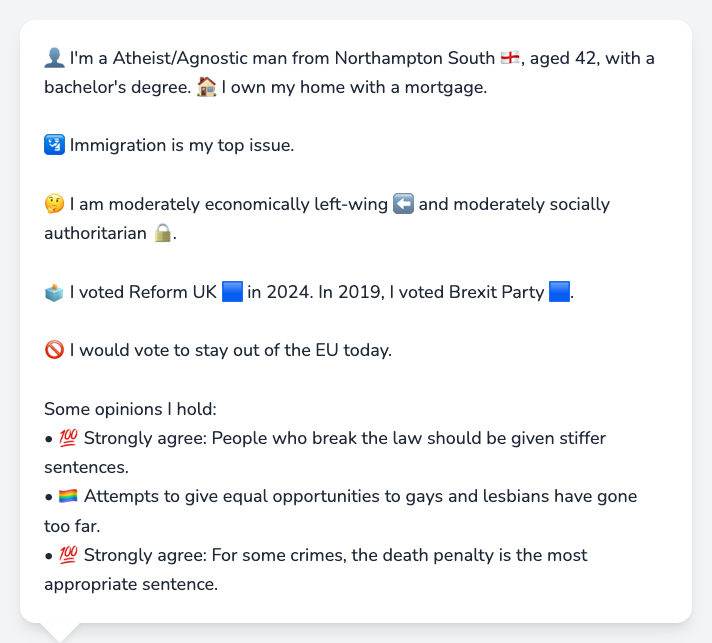 👤 I'm a Atheist/Agnostic man from Northampton South 🏴󠁧󠁢󠁥󠁮󠁧󠁿, aged 42, with a
bachelor's degree. 🏠 I own my home with a mortgage.
🛂 Immigration is my top issue.
🤔 I am moderately economically left-wing ⬅️ and moderately socially
authoritarian 🔒.
🗳️ I voted Reform UK 🟦 in 2024. In 2019, I voted Brexit Party 🟦.
🚫 I would vote to stay out of the EU today.
Some opinions I hold:
• 💯 Strongly agree: People who break the law should be given stiffer
sentences.
• 🏳️‍🌈 Attempts to give equal opportunities to gays and lesbians have gone
too far.
• 💯 Strongly agree: For some crimes, the death penalty is the most
appropriate sentence.